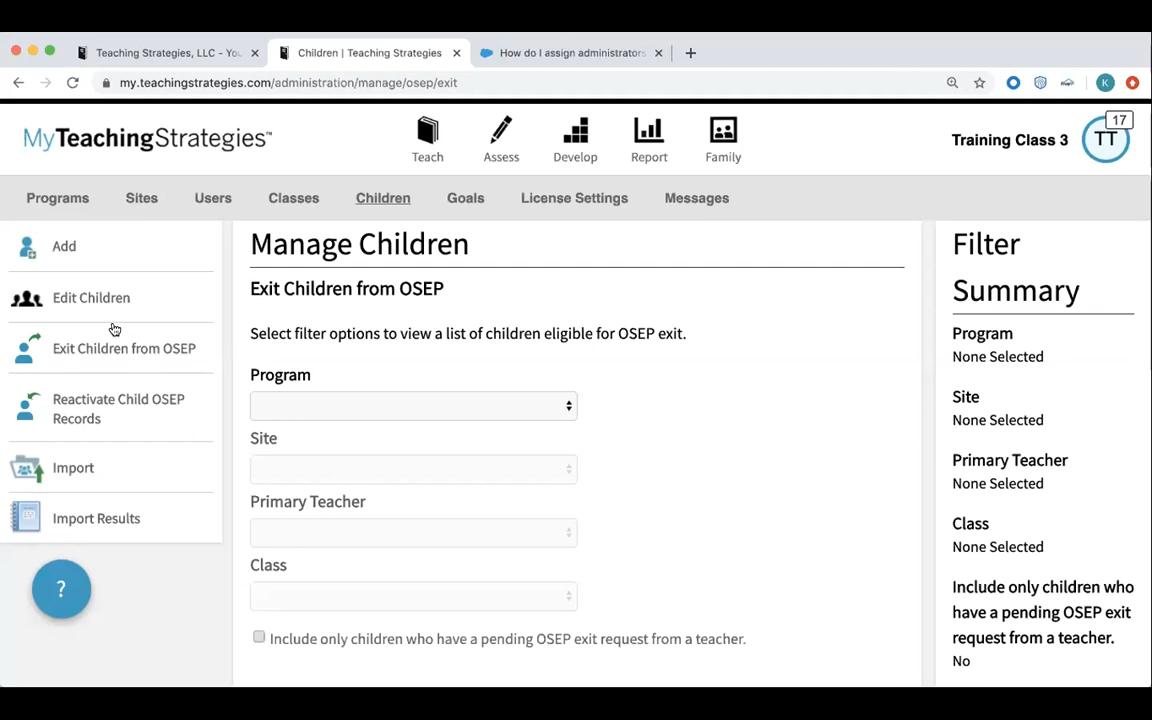 Teaching Strategies, LLC - You
Children | Teaching Strategies
How do I assign administrators
my.teachingstrategies.com/administration/manage/osep/exit
K
MyTeachingStrategies™
Teach
Assess
Develop
Report
Family
Training Class 3
TT
17
Programs
Sites
Users
Classes
Children
Goals
License Settings
Messages
Add
Edit Children
Exit Children from OSEP
Reactivate Child OSEP
Records
Import
Import Results
?
Manage Children
Exit Children from OSEP
Select filter options to view a list of children eligible for OSEP exit.
Program
Site
Primary Teacher
Class
Include only children who have a pending OSEP exit request from a teacher.
Filter
Summary
Program
None Selected
Site
None Selected
Primary Teacher
None Selected
Class
None Selected
Include only children who
have a pending OSEP exit
request from a teacher.
No